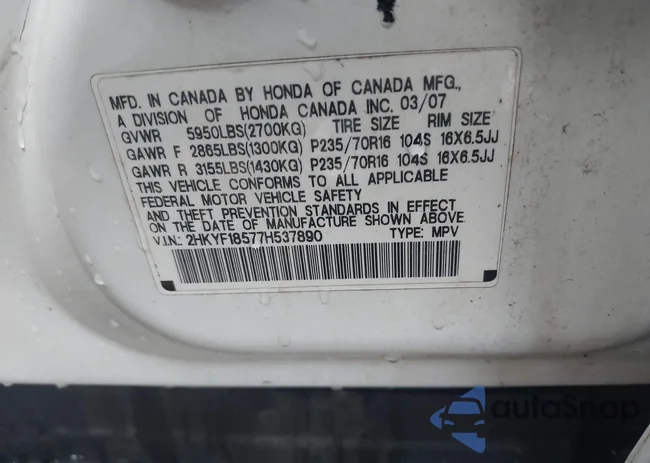 MFD. IN CANADA BY HONDA OF CANADA MFG.,
A DIVISION OF HONDA CANADA INC. 03/07
GVWR 5950LBS(2700KG) TIRE SIZE RIM SIZE
GAWR F 2865LBS(1300KG) P235/70R16 104S 16X6.5JJ
GAWR R 3155LBS(1430KG) P235/70R16 104S 16X6.5JJ
THIS VEHICLE CONFORMS TO ALL APPLICABLE
FEDERAL MOTOR VEHICLE SAFETY
AND THEFT PREVENTION STANDARDS IN EFFECT
ON THE DATE OF MANUFACTURE SHOWN ABOVE.
V.I.N.: 2HKYF18577H537890 TYPE: MPV
autoSnap